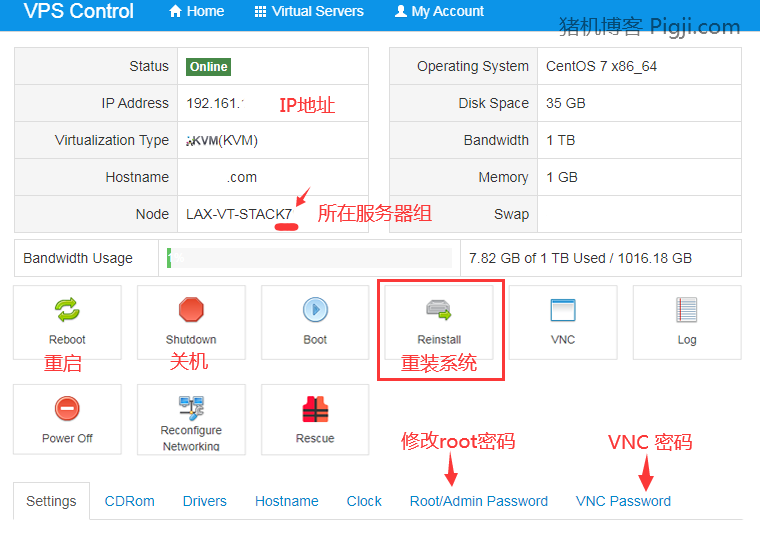 VPS Control Home Virtual Servers My Account
猪机博客 Pigji.com
Status Online
IP Address 192.161. IP地址
Virtualization Type KVM(KVM)
Hostname .com
Node LAX-VT-STACK7 所在服务器组
Operating System CentOS 7 x86_64
Disk Space 35 GB
Bandwidth 1 TB
Memory 1 GB
Swap
Bandwidth Usage 7.82 GB of 1 TB Used / 1016.18 GB
Reboot Shutdown Boot Reinstall VNC Log
重启 关机 重装系统
Power Off Reconfigure Networking Rescue
修改root密码 VNC 密码
Settings CDRom Drivers Hostname Clock Root/Admin Password VNC Password